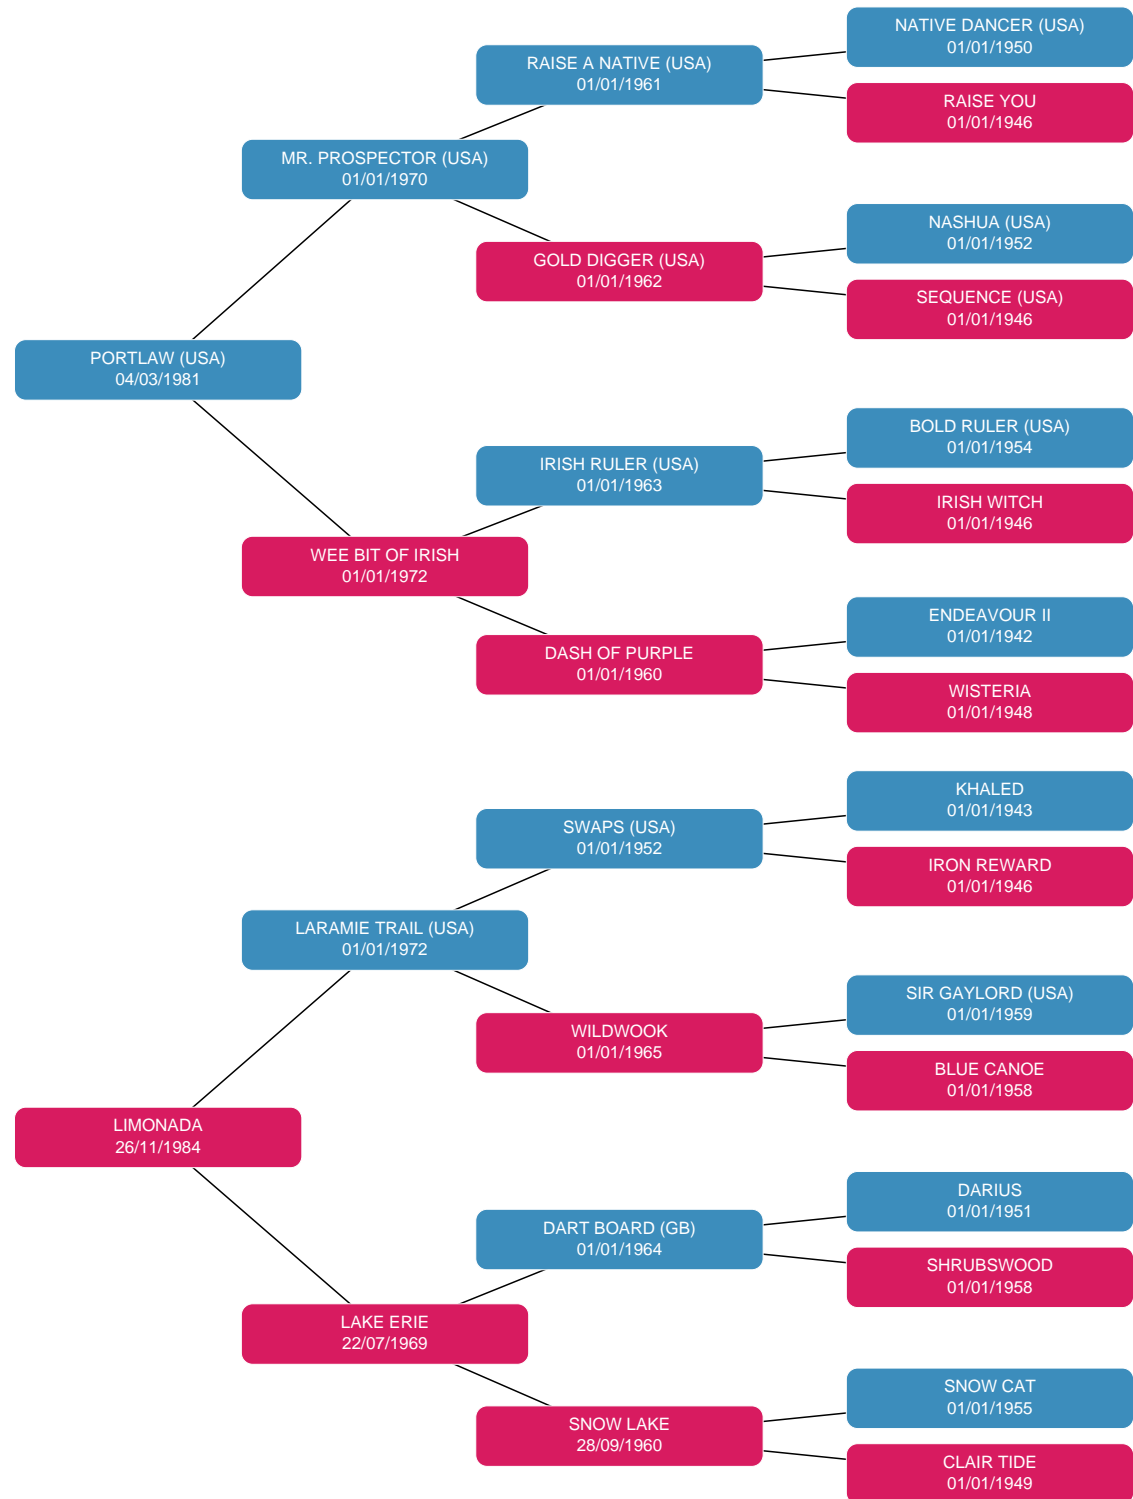 NATIVE DANCER (USA)
01/01/1950
RAISE A NATIVE (USA)
01/01/1961
RAISE YOU
01/01/1946
MR. PROSPECTOR (USA)
01/01/1970
NASHUA (USA)
01/01/1952
GOLD DIGGER (USA)
01/01/1962
SEQUENCE (USA)
01/01/1946
PORTLAW (USA)
04/03/1981
BOLD RULER (USA)
01/01/1954
IRISH RULER (USA)
01/01/1963
IRISH WITCH
01/01/1946
WEE BIT OF IRISH
01/01/1972
ENDEAVOUR II
01/01/1942
DASH OF PURPLE
01/01/1960
WISTERIA
01/01/1948
KHALED
01/01/1943
SWAPS (USA)
01/01/1952
IRON REWARD
01/01/1946
LARAMIE TRAIL (USA)
01/01/1972
SIR GAYLORD (USA)
01/01/1959
WILDWOOK
01/01/1965
BLUE CANOE
01/01/1958
LIMONADA
26/11/1984
DARIUS
01/01/1951
DART BOARD (GB)
01/01/1964
SHRUBSWOOD
01/01/1958
LAKE ERIE
22/07/1969
SNOW CAT
01/01/1955
SNOW LAKE
28/09/1960
CLAIR TIDE
01/01/1949